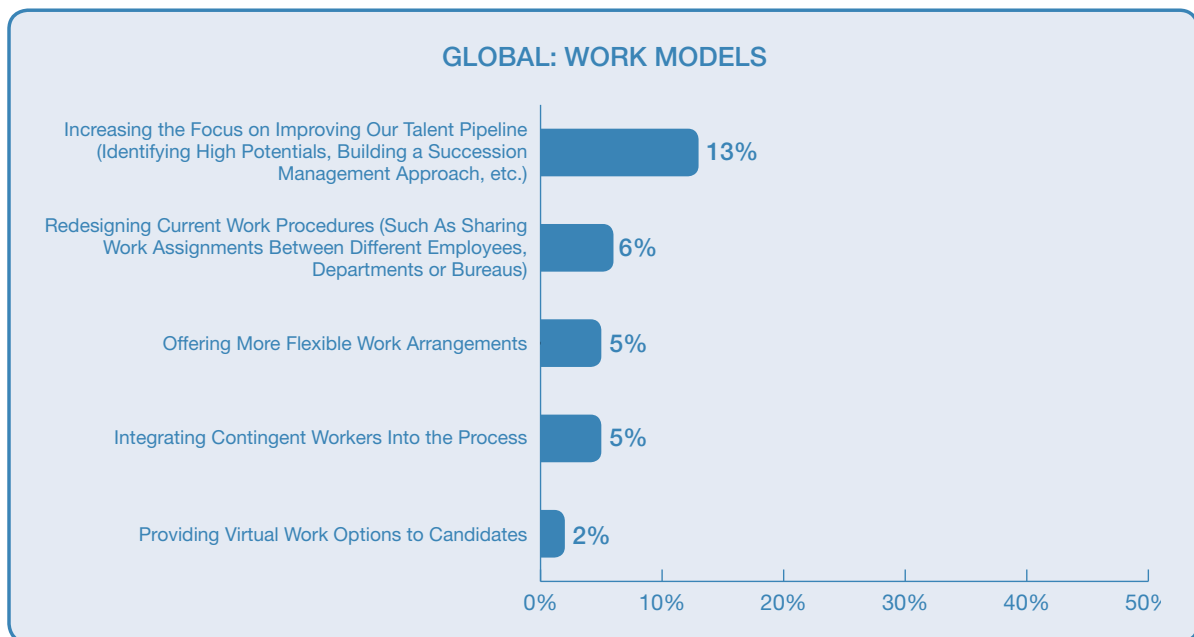 GLOBAL: WORK MODELS
Increasing the Focus on Improving Our Talent Pipeline
(Identifying High Potentials, Building a Succession
Management Approach, etc.)
13%
Redesigning Current Work Procedures (Such As Sharing
Work Assignments Between Different Employees,
Departments or Bureaus)
6%
Offering More Flexible Work Arrangements
5%
Integrating Contingent Workers Into the Process
5%
Providing Virtual Work Options to Candidates
2%
0% 10% 20% 30% 40% 50%